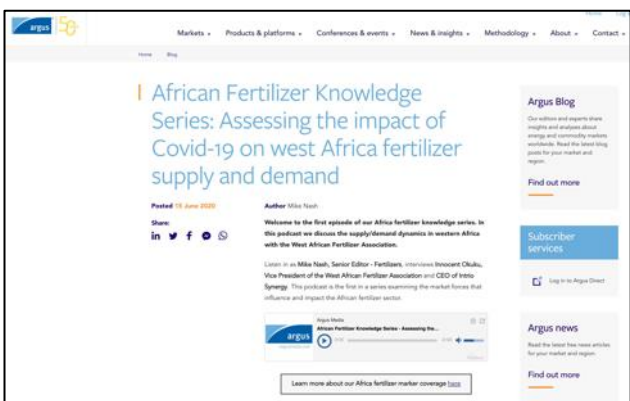 Home
argus
Markets
Products & platforms
Conferences & events
News & insights
Methodology
About
Contact
Home Blog
African Fertilizer Knowledge
Series: Assessing the impact of
Covid-19 on west Africa fertilizer
supply and demand
Posted 15 June 2020
Share:
Author Mike Nash
Welcome to the first episode of our Africa fertilizer knowledge series. In
this podcast we discuss the supply/demand dynamics in western Africa
with the West African Fertilizer Association.
Listen in as Mike Nash, Senior Editor - Fertilizers, interviews Innocent Okuku,
Vice President of the West African Fertilizer Association and CEO of Intrio
Synergy. This podcast is the first in a series examining the market forces that
influence and impact the African fertilizer sector.
argus
Argus Media
African Fertilizer Knowledge Series - Assessing the...
Learn more about our Africa fertilizer marker coverage here
Argus Blog
Our editors and experts share
insights and analyses about
energy and commodity markets
worldwide. Read the latest blog
posts for your market and
region.
Find out more
Subscriber
services
Log in to Argus Direct
Argus news
Read the latest free news articles
for your market and region
Find out more